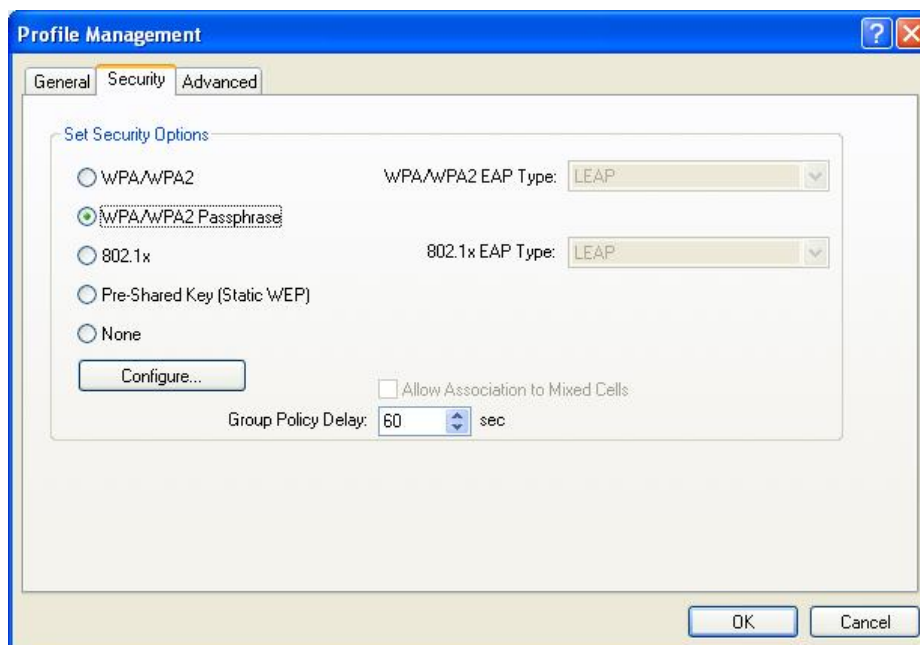 Profile Management
General Security Advanced
Set Security Options
WPA/WPA2 WPA/WPA2 EAP Type: LEAP
WPA/WPA2 Passphrase
802.1x 802.1x EAP Type: LEAP
Pre-Shared Key (Static WEP)
None
Configure...
Allow Association to Mixed Cells
Group Policy Delay: 60 sec
OK Cancel